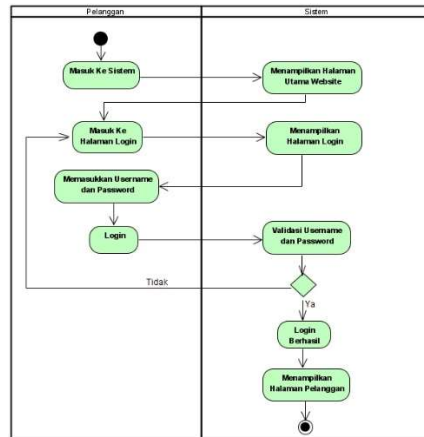 Pelanggan
Sistem
Masuk Ke Sistem
Menampilkan Halaman
Utama Website
Masuk Ke
Halaman Login
Menampilkan
Halaman Login
Memasukkan Username
dan Password
Login
Validasi Username
dan Password
Tidak
Ya
Login
Berhasil
Menampilkan
Halaman Pelanggan